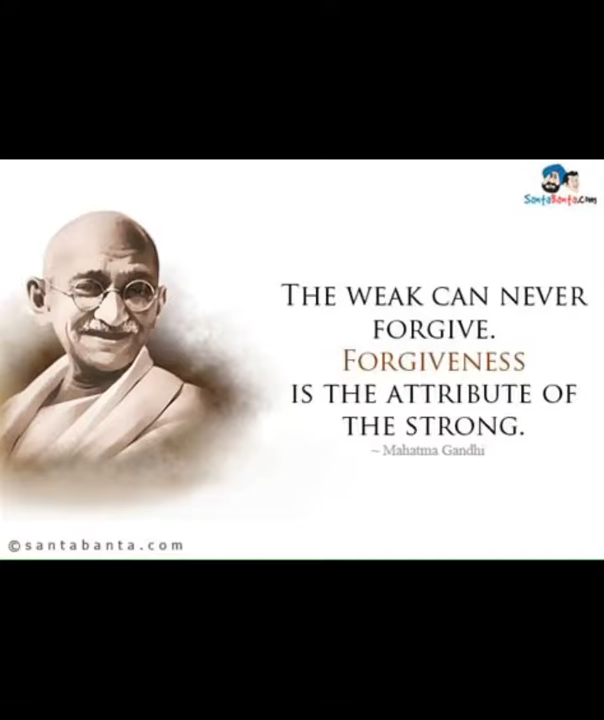 SantaBanta.com
THE WEAK CAN NEVER
FORGIVE.
FORGIVENESS
IS THE ATTRIBUTE OF
THE STRONG.
~ Mahatma Gandhi
©santabanta.com